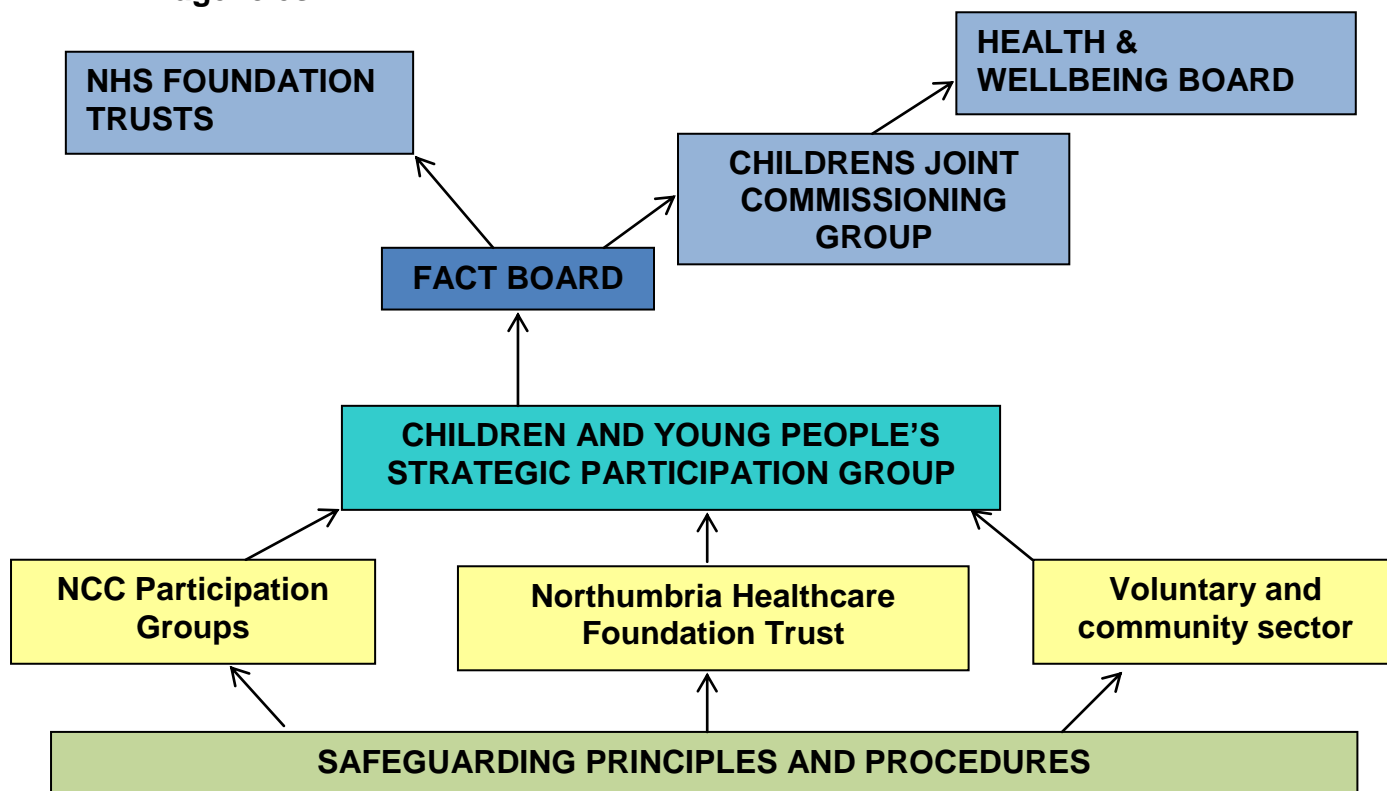 HEALTH &
WELLBEING BOARD
NHS FOUNDATION
TRUSTS
CHILDRENS JOINT
COMMISSIONING
GROUP
FACT BOARD
CHILDREN AND YOUNG PEOPLE’S
STRATEGIC PARTICIPATION GROUP
NCC Participation
Groups
Northumbria Healthcare
Foundation Trust
Voluntary and
community sector
SAFEGUARDING PRINCIPLES AND PROCEDURES